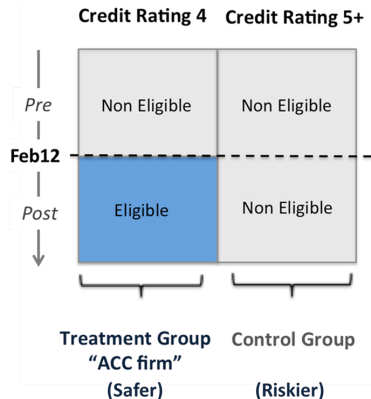 Credit Rating 4 Credit Rating 5+
Pre
Non Eligible Non Eligible
Feb12
Post
Eligible Non Eligible
Treatment Group Control Group
“ACC firm”
(Safer) (Riskier)